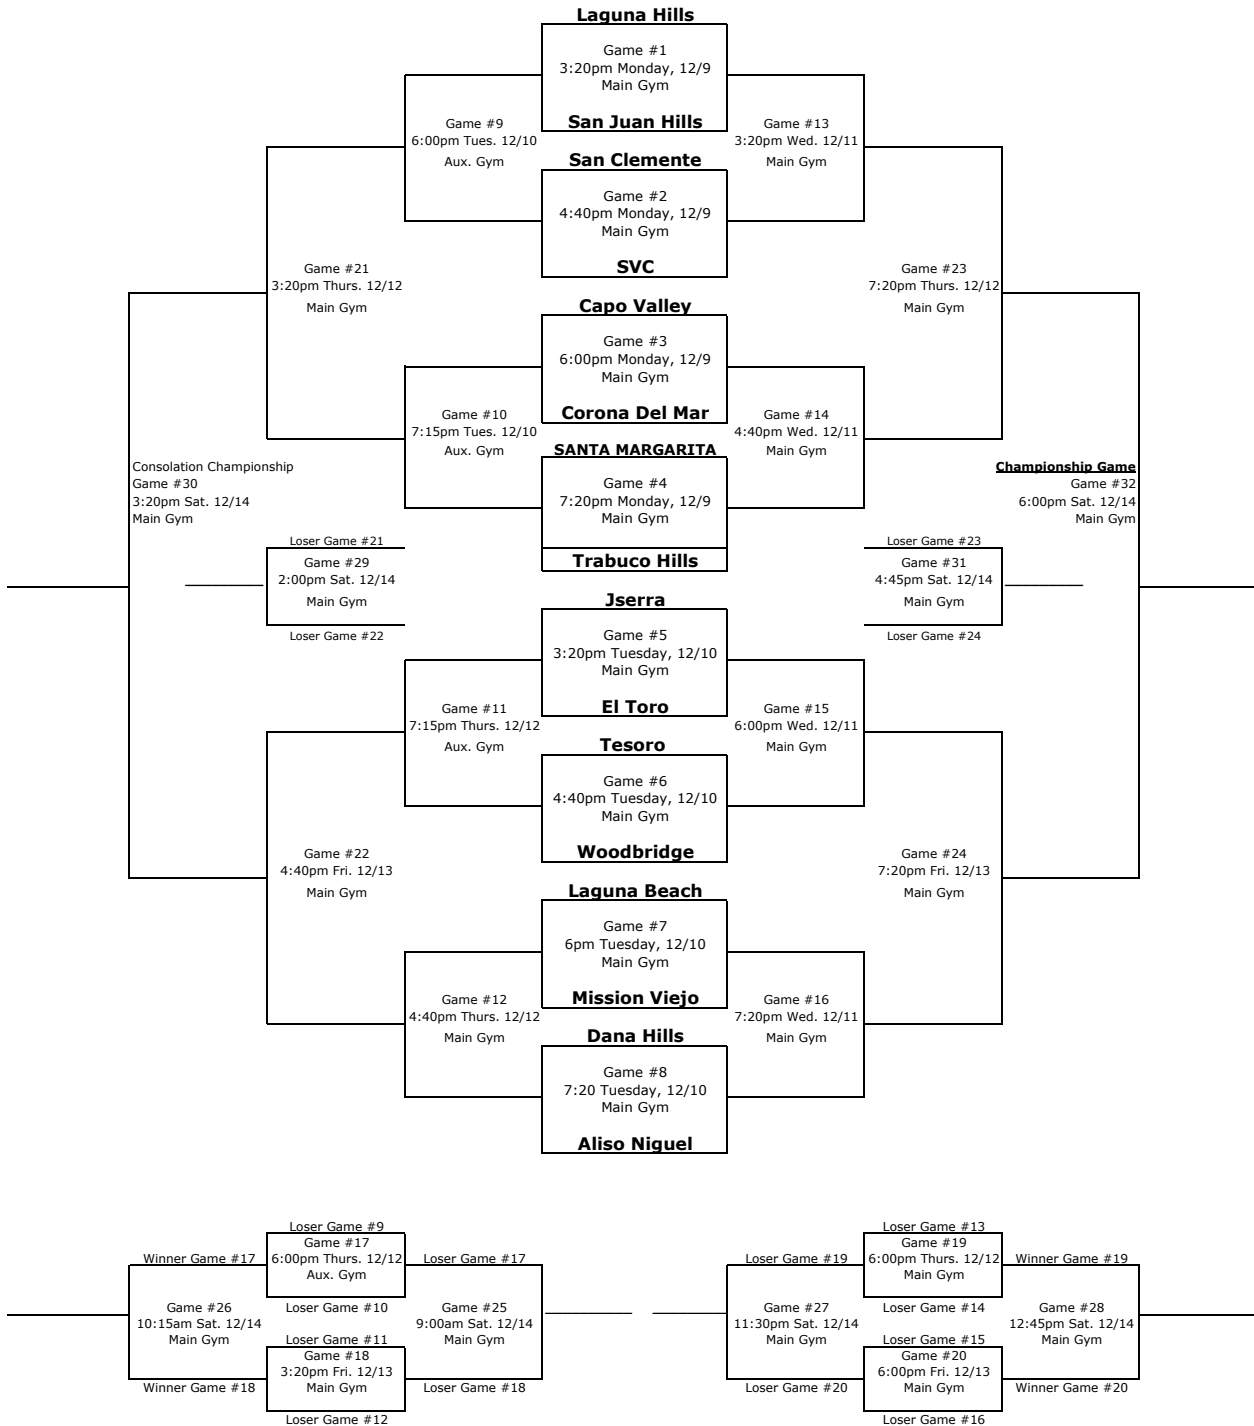 Laguna Hills
Game #1
3:20pm Monday, 12/9
Main Gym
San Juan Hills
Game #9
6:00pm Tues. 12/10
Aux. Gym
Game #13
3:20pm Wed. 12/11
Main Gym
San Clemente
Game #2
4:40pm Monday, 12/9
Main Gym
SVC
Game #21
3:20pm Thurs. 12/12
Main Gym
Game #23
7:20pm Thurs. 12/12
Main Gym
Capo Valley
Game #3
6:00pm Monday, 12/9
Main Gym
Corona Del Mar
Game #10
7:15pm Tues. 12/10
Aux. Gym
Game #14
4:40pm Wed. 12/11
Main Gym
SANTA MARGARITA
Game #4
7:20pm Monday, 12/9
Main Gym
Trabuco Hills
Consolation Championship
Game #30
3:20pm Sat. 12/14
Main Gym
Championship Game
Game #32
6:00pm Sat. 12/14
Main Gym
Loser Game #21
Game #29
2:00pm Sat. 12/14
Main Gym
Loser Game #22
Loser Game #23
Game #31
4:45pm Sat. 12/14
Main Gym
Loser Game #24
Jserra
Game #5
3:20pm Tuesday, 12/10
Main Gym
El Toro
Game #11
7:15pm Thurs. 12/12
Aux. Gym
Game #15
6:00pm Wed. 12/11
Main Gym
Tesoro
Game #6
4:40pm Tuesday, 12/10
Main Gym
Woodbridge
Game #22
4:40pm Fri. 12/13
Main Gym
Game #24
7:20pm Fri. 12/13
Main Gym
Laguna Beach
Game #7
6pm Tuesday, 12/10
Main Gym
Mission Viejo
Game #12
4:40pm Thurs. 12/12
Main Gym
Game #16
7:20pm Wed. 12/11
Main Gym
Dana Hills
Game #8
7:20 Tuesday, 12/10
Main Gym
Aliso Niguel
Loser Game #9
Game #17
6:00pm Thurs. 12/12
Aux. Gym
Loser Game #10
Winner Game #17
Loser Game #17
Game #26
10:15am Sat. 12/14
Main Gym
Game #25
9:00am Sat. 12/14
Main Gym
Loser Game #11
Game #18
3:20pm Fri. 12/13
Main Gym
Loser Game #12
Winner Game #18
Loser Game #18
Loser Game #13
Game #19
6:00pm Thurs. 12/12
Main Gym
Loser Game #14
Loser Game #19
Winner Game #19
Game #27
11:30pm Sat. 12/14
Main Gym
Game #28
12:45pm Sat. 12/14
Main Gym
Loser Game #15
Game #20
6:00pm Fri. 12/13
Main Gym
Loser Game #16
Loser Game #20
Winner Game #20